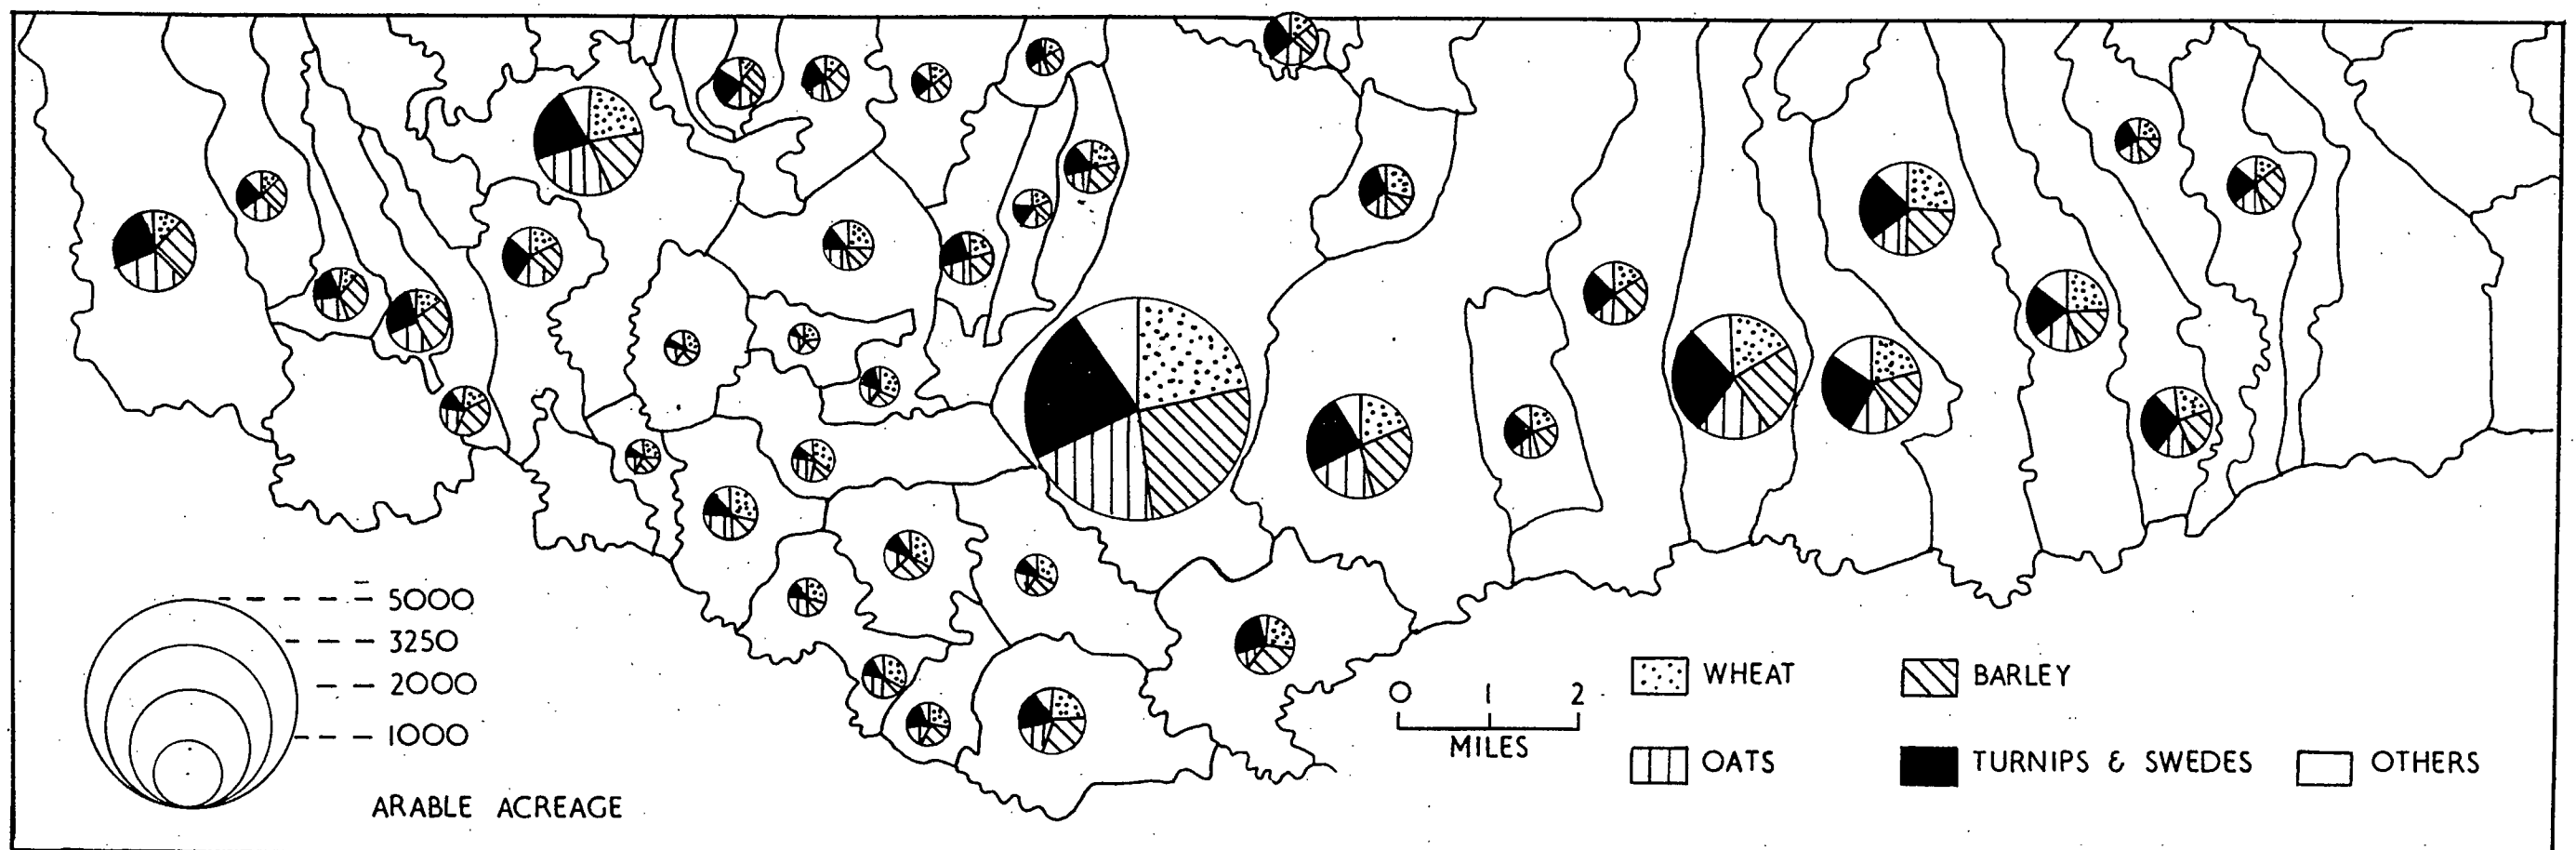 5000
3250
2000
1000
ARABLE ACREAGE
0 1 2
MILES
WHEAT
BARLEY
OATS
TURNIPS & SWEDES
OTHERS